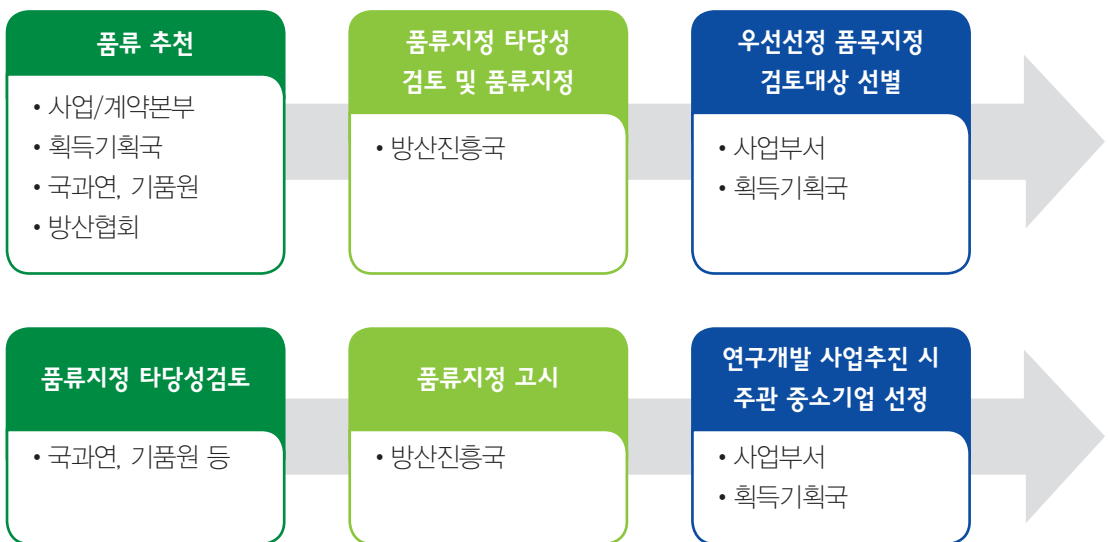 품류 추천
• 사업/계약본부
• 획득기획국
• 국과연, 기품원
• 방산협회
품류지정 타당성
검토 및 품류지정
• 방산진흥국
우선선정 품목지정
검토대상 선별
• 사업부서
• 획득기획국
품류지정 타당성검토
• 국과연, 기품원 등
품류지정 고시
• 방산진흥국
연구개발 사업추진 시
주관 중소기업 선정
• 사업부서
• 획득기획국